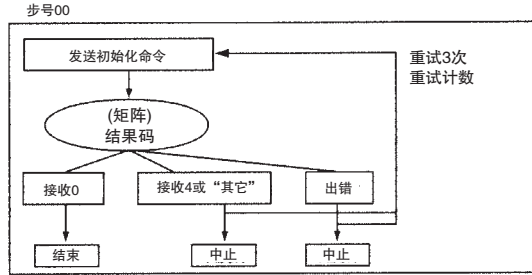 步号00
发送初始化命令
重试3次
重试计数
(矩阵)
结果码
接收0
接收4或“其它”
出错
结束
中止
中止